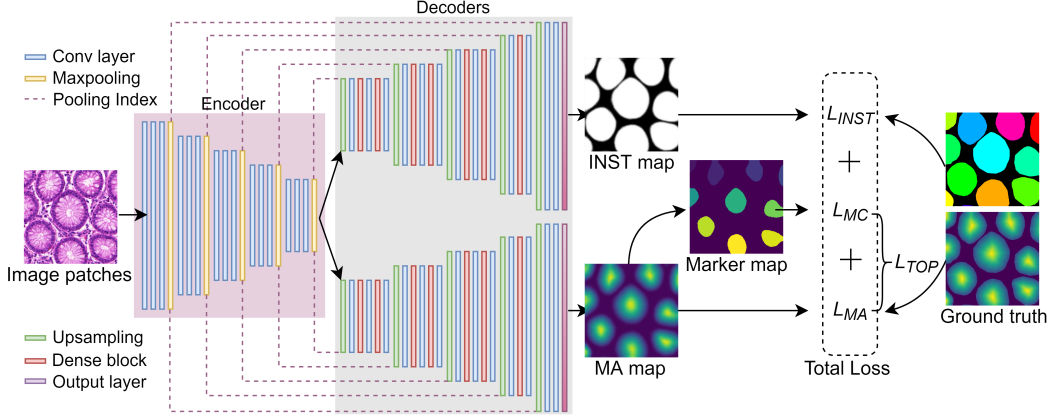 Decoders
Conv layer
Maxpooling
Pooling Index
Encoder
Image patches
Upsampling
Dense block
Output layer
INST map
Marker map
MA map
L_INST
+
L_MC
+
L_MA
L_TOP
Total Loss
Ground truth